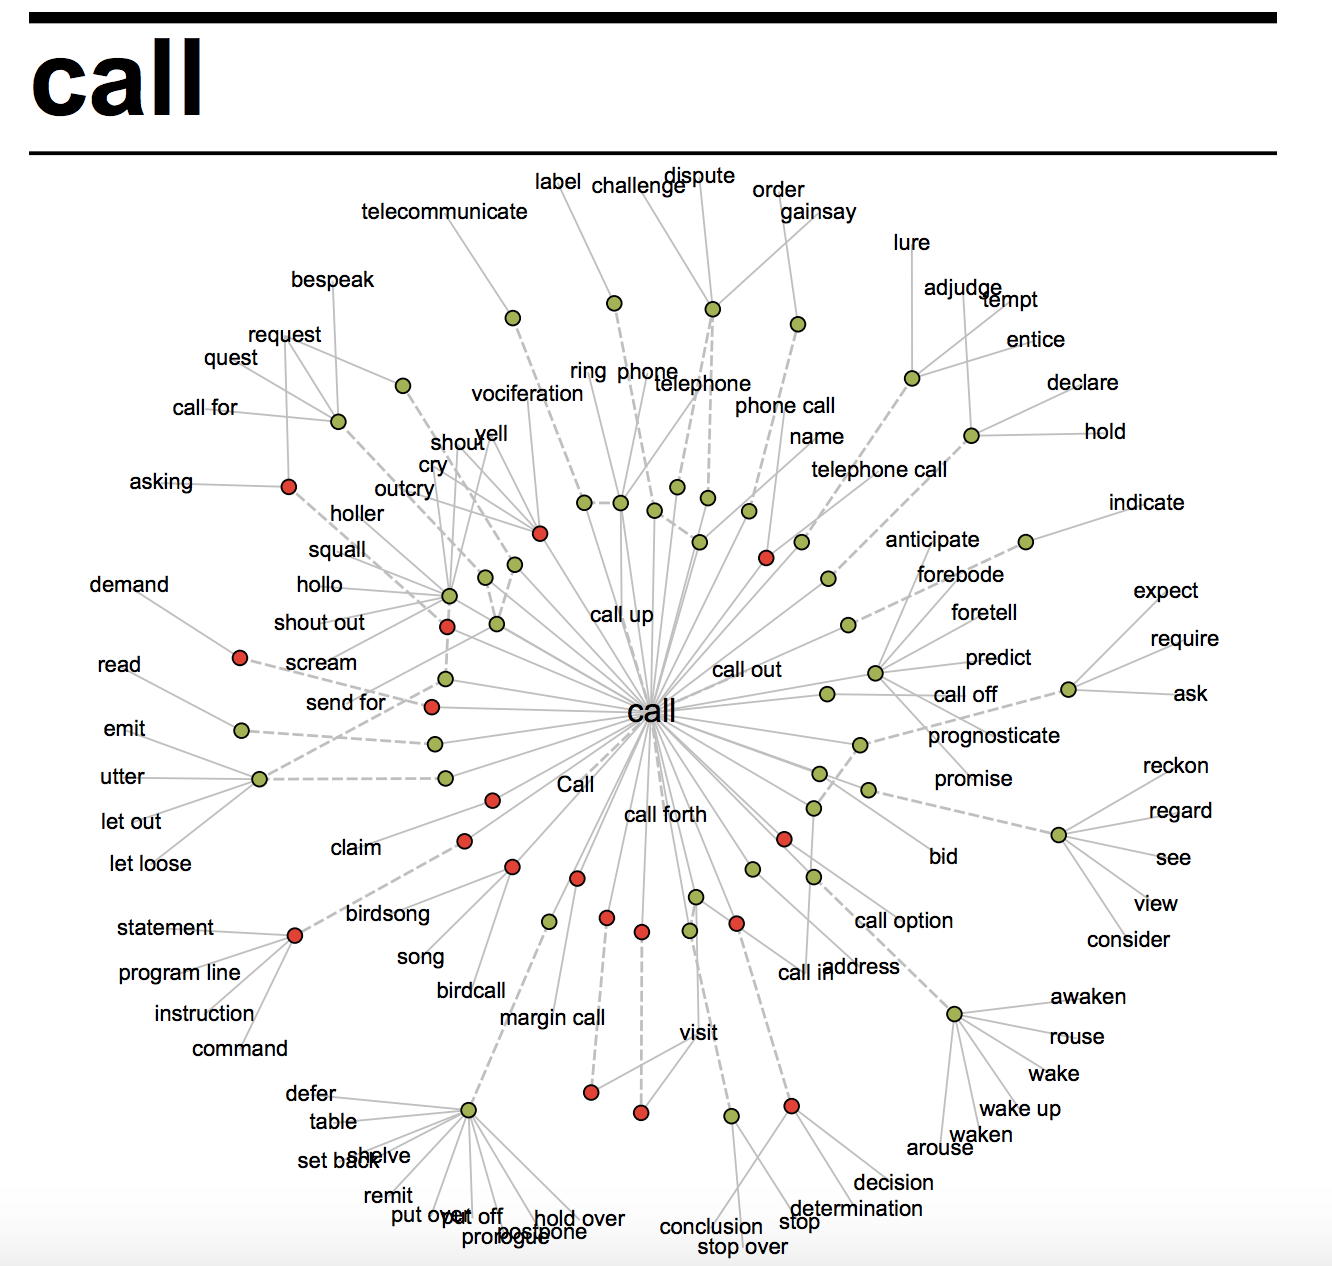 call
dispute
label
challenge
order
telecommunicate
gainsay
lure
bespeak
adjudge
tempt
request
entice
quest
ring
phone
telephone
declare
vociferation
call for
phone call
hold
yell
name
shout
cry
telephone call
asking
outcry
indicate
holler
anticipate
squall
forebode
demand
hollo
expect
foretell
call up
shout out
require
predict
read
scream
call out
ask
call off
send for
call
emit
prognosticate
reckon
utter
promise
Call
regard
call forth
let out
claim
bid
see
let loose
view
birdsong
call option
statement
consider
song
address
program line
call in
birdcall
awaken
instruction
margin call
visit
rouse
command
wake
defer
wake up
table
waken
arouse
shelve
set back
decision
remit
determination
put over
put off
hold over
stop
conclusion
postpone
prorogue
stop over